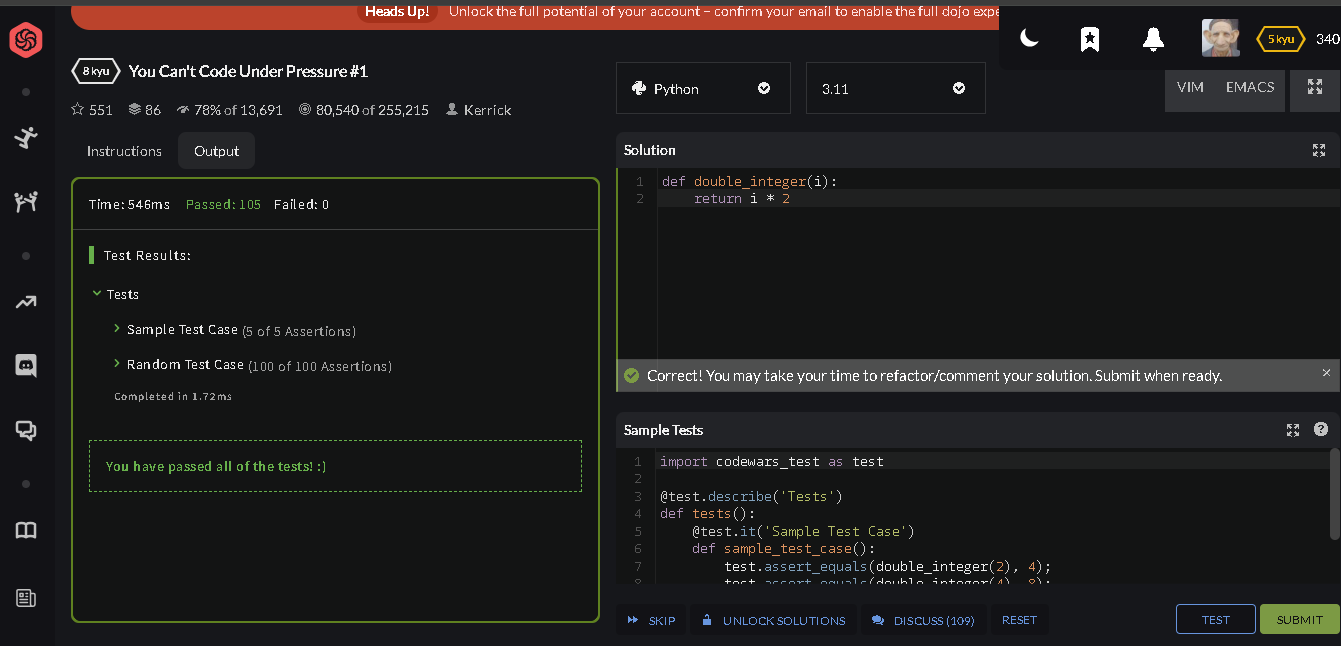 Heads Up! Unlock the full potential of your account – confirm your email to enable the full dojo expe
5 kyu 340
8 kyu You Can't Code Under Pressure #1
551 86 78% of 13,691 80,540 of 255,215 Kerrick
Instructions Output
Time: 546ms Passed: 105 Failed: 0
Test Results:
Tests
Sample Test Case (5 of 5 Assertions)
Random Test Case (100 of 100 Assertions)
Completed in 1.72ms
You have passed all of the tests! :)
Python 3.11 VIM EMACS
Solution
1 def double_integer(i):
2 return i * 2
Correct! You may take your time to refactor/comment your solution. Submit when ready.
Sample Tests
1 import codewars_test as test
2
3 @test.describe('Tests')
4 def tests():
5 @test.it('Sample Test Case')
6 def sample_test_case():
7 test.assert_equals(double_integer(2), 4);
8 test.assert_equals(double_integer(4), 8);
SKIP UNLOCK SOLUTIONS DISCUSS (109) RESET TEST SUBMIT